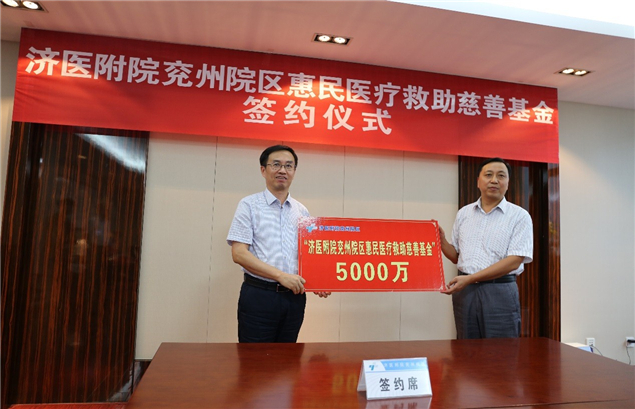 济医附院兖州院区惠民医疗救助慈善基金
签约仪式
“济医附院兖州院区惠民医疗救助慈善基金”
5000万
签约席